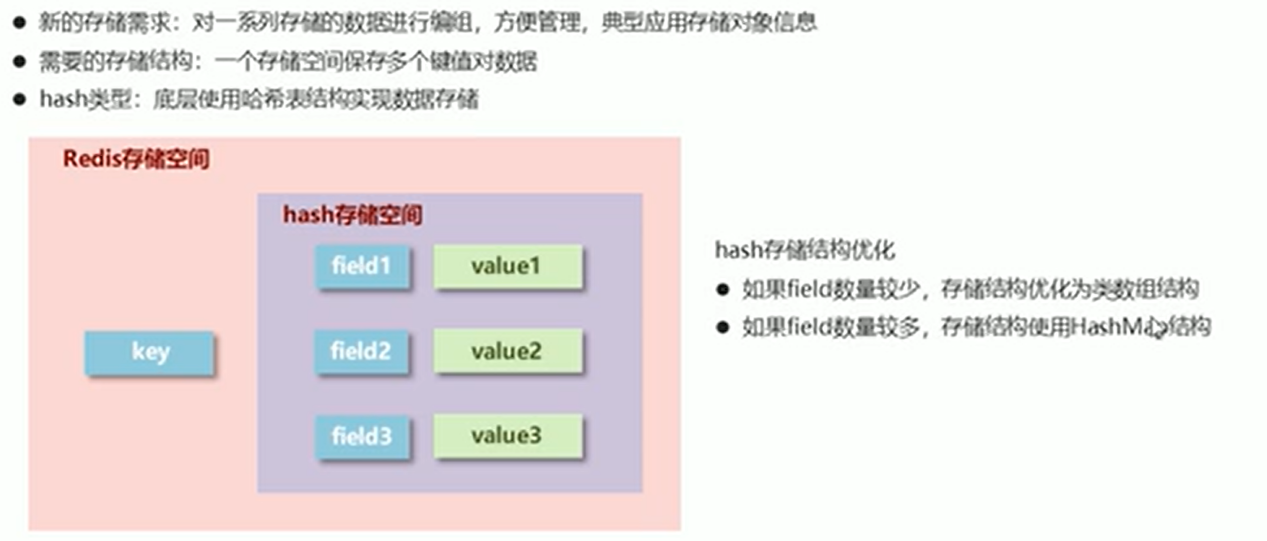 ● 新的存储需求：对一系列存储的数据进行编组，方便管理，典型应用存储对象信息
● 需要的存储结构：一个存储空间保存多个键值对数据
● hash类型：底层使用哈希表结构实现数据存储
Redis存储空间
hash存储空间
field1 value1
key
field2 value2
field3 value3
hash存储结构优化
● 如果field数量较少，存储结构优化为类数组结构
● 如果field数量较多，存储结构使用HashMap结构